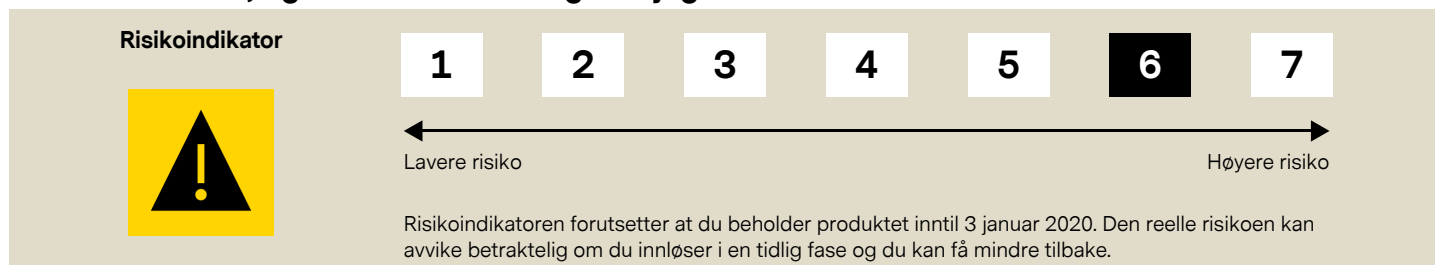 Risikoindikator
1 2 3 4 5 6 7
Lavere risiko Høyere risiko
Risikoindikatoren forutsetter at du beholder produktet inntil 3 januar 2020. Den reelle risikoen kan
avvike betraktelig om du innløser i en tidlig fase og du kan få mindre tilbake.